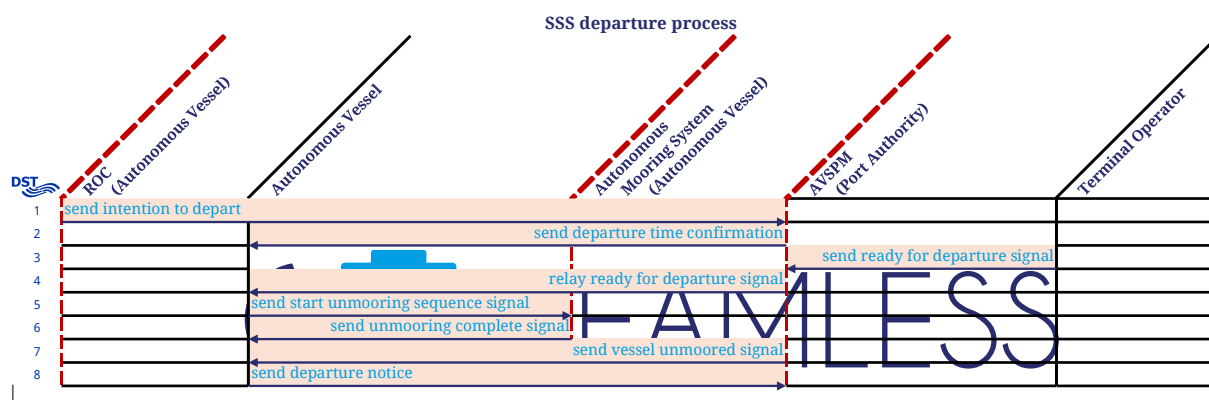 SSS departure process
ROC
(Autonomous Vessel)
Autonomous Vessel
Autonomous
Mooring System
(Autonomous Vessel)
AVSPM
(Port Authority)
Terminal Operator
DST
1
send intention to depart
2
send departure time confirmation
3
send ready for departure signal
4
relay ready for departure signal
5
send start unmooring sequence signal
6
send unmooring complete signal
7
send vessel unmoored signal
8
send departure notice
EAMLESS